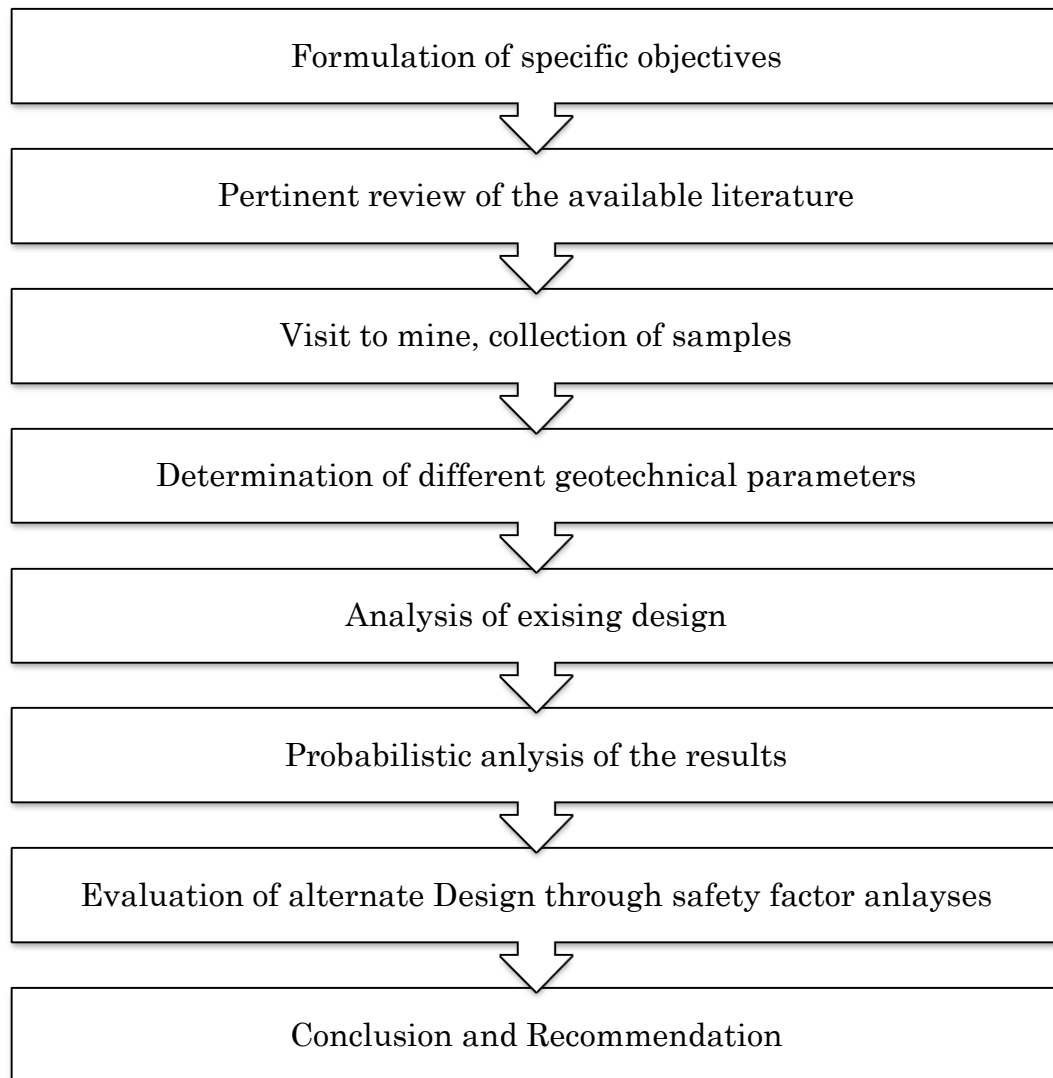 Formulation of specific objectives
Pertinent review of the available literature
Visit to mine, collection of samples
Determination of different geotechnical parameters
Analysis of exising design
Probabilistic anlysis of the results
Evaluation of alternate Design through safety factor anlayses
Conclusion and Recommendation